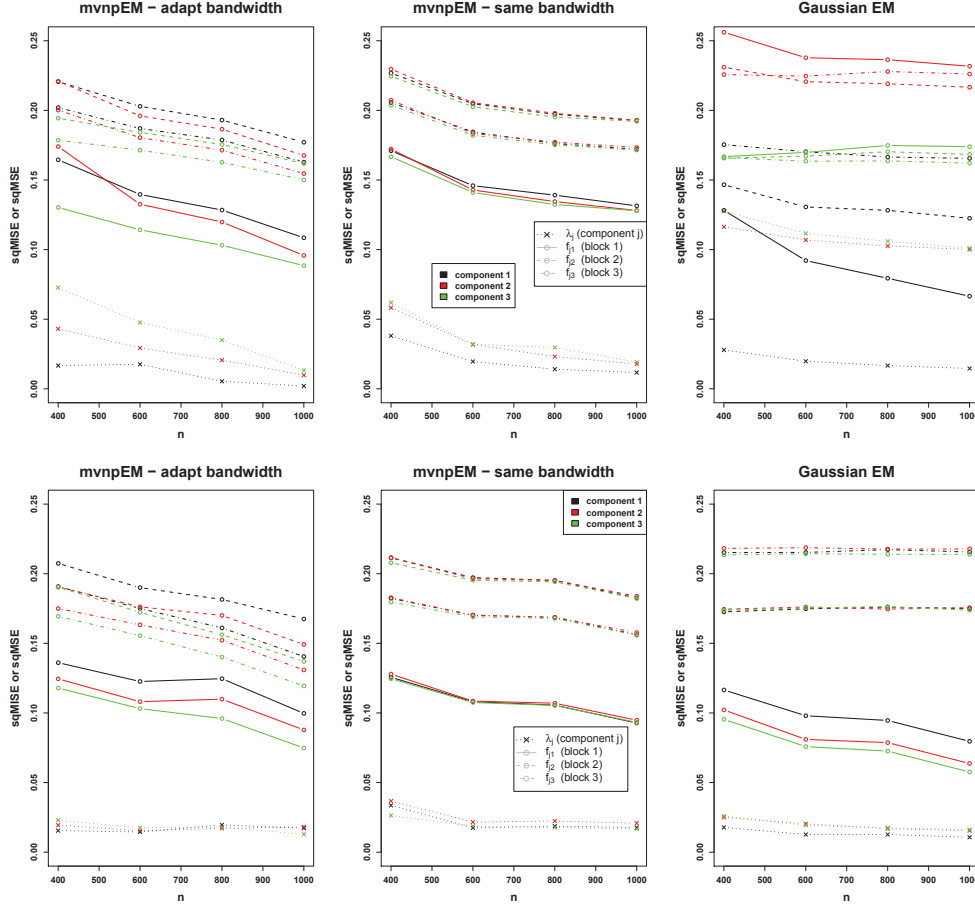 mvnpEM − adapt bandwidth
mvnpEM − same bandwidth
Gaussian EM
sqMISE or sqMSE
0.00 0.05 0.10 0.15 0.20 0.25
400 500 600 700 800 900 1000
n
sqMISE or sqMSE
0.00 0.05 0.10 0.15 0.20 0.25
400 500 600 700 800 900 1000
n
λj (component j)
fj1 (block 1)
fj2 (block 2)
fj3 (block 3)
component 1
component 2
component 3
sqMISE or sqMSE
0.00 0.05 0.10 0.15 0.20 0.25
400 500 600 700 800 900 1000
n
mvnpEM − adapt bandwidth
mvnpEM − same bandwidth
Gaussian EM
sqMISE or sqMSE
0.00 0.05 0.10 0.15 0.20 0.25
400 500 600 700 800 900 1000
n
sqMISE or sqMSE
0.00 0.05 0.10 0.15 0.20 0.25
400 500 600 700 800 900 1000
n
component 1
component 2
component 3
λj (component j)
fj1 (block 1)
fj2 (block 2)
fj3 (block 3)
sqMISE or sqMSE
0.00 0.05 0.10 0.15 0.20 0.25
400 500 600 700 800 900 1000
n